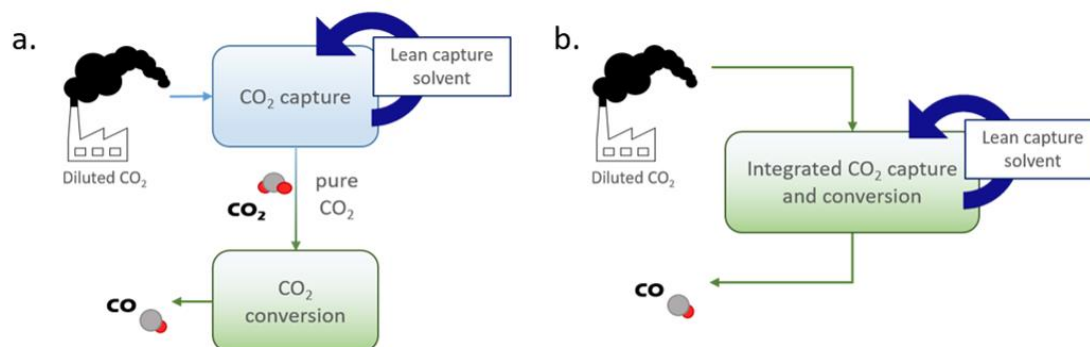 a.
Lean capture
solvent
CO₂ capture
Diluted CO₂
CO₂
pure
CO₂
CO₂
conversion
CO
b.
Lean capture
solvent
Integrated CO₂ capture
and conversion
Diluted CO₂
CO